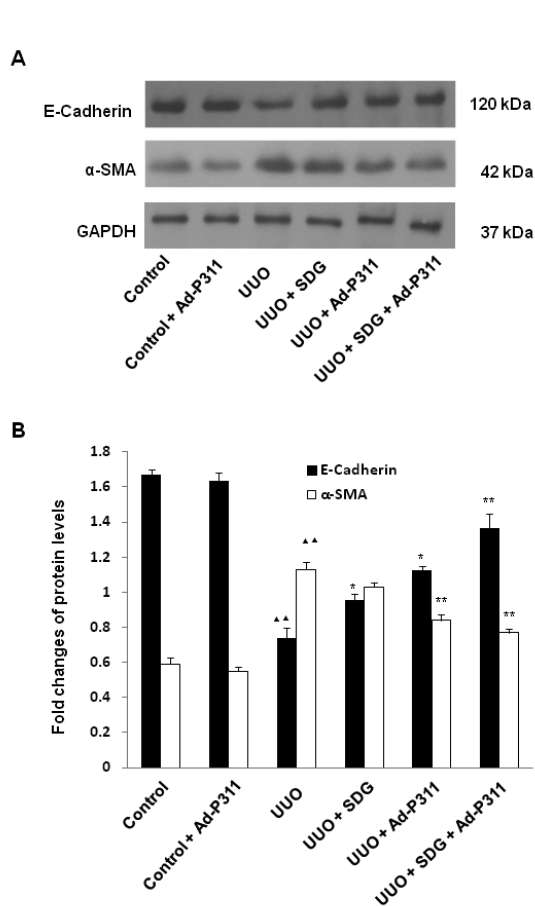 A
E-Cadherin
120 kDa
α-SMA
42 kDa
GAPDH
37 kDa
Control
Control + Ad-P311
UUO
UUO + SDG
UUO + Ad-P311
UUO + SDG + Ad-P311
B
Fold changes of protein levels
1.8
1.6
1.4
1.2
1
0.8
0.6
0.4
0.2
0
E-Cadherin
α-SMA
▲▲
▲▲
*
*
**
**
**
Control
Control + Ad-P311
UUO
UUO + SDG
UUO + Ad-P311
UUO + SDG + Ad-P311